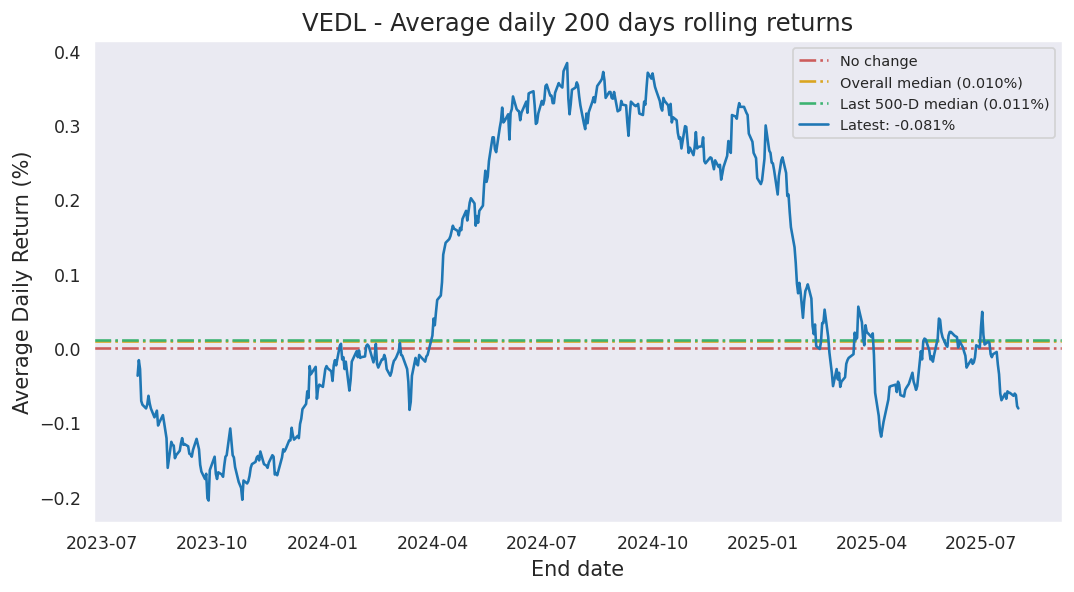 VEDL - Average daily 200 days rolling returns
Average Daily Return (%)
0.4
0.3
0.2
0.1
0.0
−0.1
−0.2
No change
Overall median (0.010%)
Last 500-D median (0.011%)
Latest: -0.081%
2023-07 2023-10 2024-01 2024-04 2024-07 2024-10 2025-01 2025-04 2025-07
End date